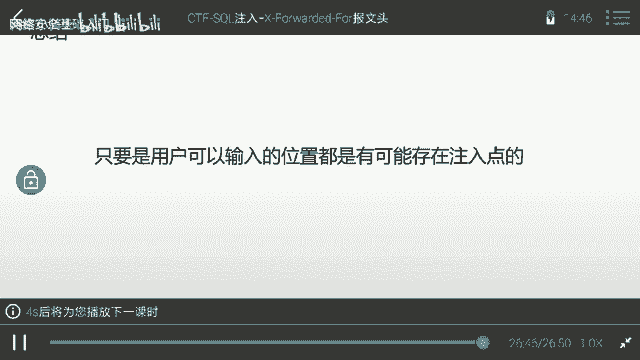 bilibili
CTF-SQL注入-X-Forwarded-For报文头
14:46
总结
只要是用户可以输入的位置都是有可能存在注入点的
4s后将为您播放下一课时
26:45/26:50
1.0X